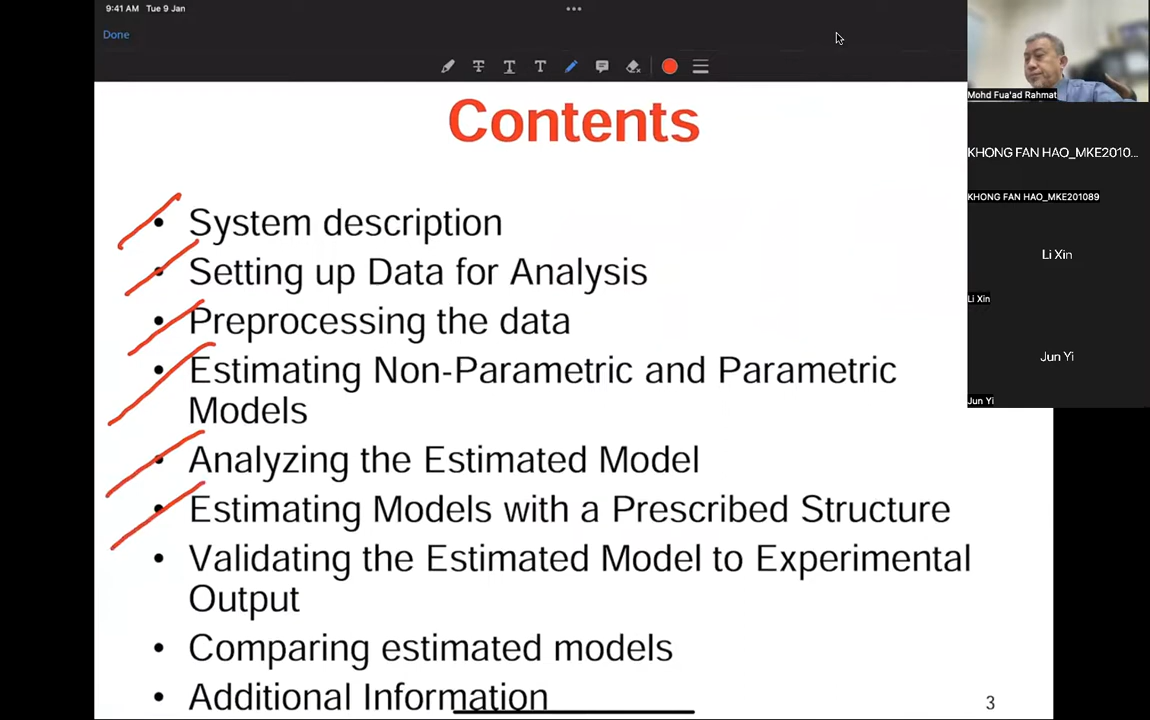 9:41 AM Tue 9 Jan
Done
Contents
• System description
• Setting up Data for Analysis
• Preprocessing the data
• Estimating Non-Parametric and Parametric
Models
• Analyzing the Estimated Model
• Estimating Models with a Prescribed Structure
• Validating the Estimated Model to Experimental
Output
• Comparing estimated models
• Additional Information
3
Mohd Fua'ad Rahmat
KHONG FAN HAO_MKE2010...
KHONG FAN HAO_MKE201089
Li Xin
Li Xin
Jun Yi
Jun Yi